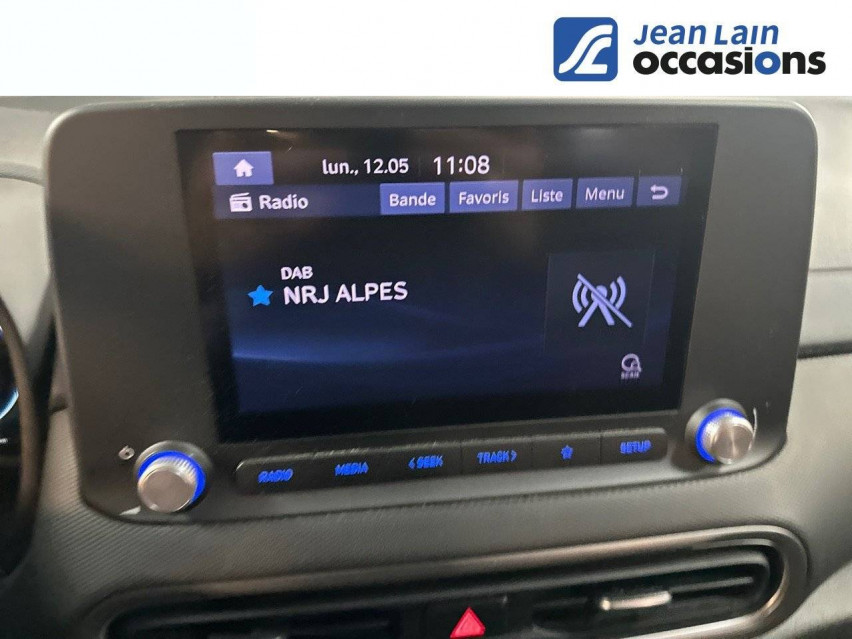 Jean Lain
occasions
lun., 12.05 11:08
Radio Bande Favoris Liste Menu
DAB
NRJ ALPES
SCAN
RADIO MEDIA < SEEK TRACK > SETUP